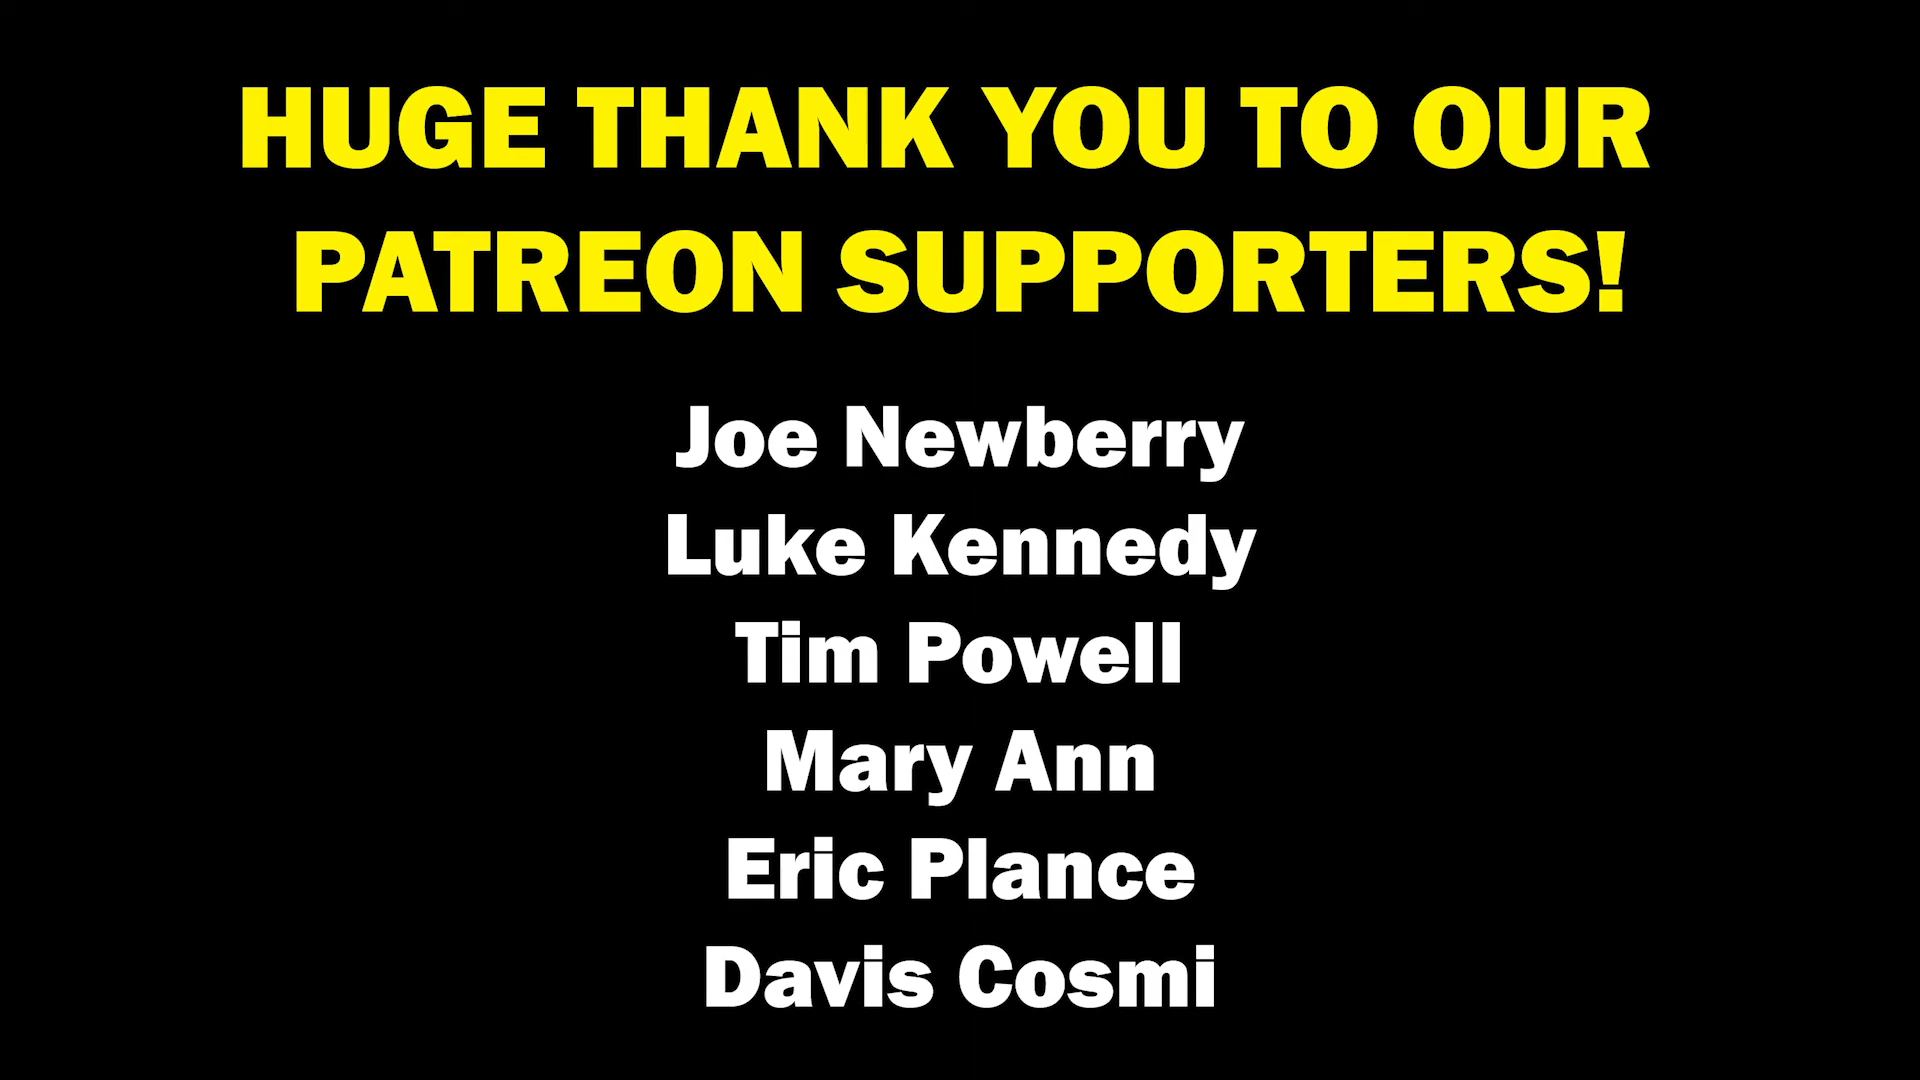 HUGE THANK YOU TO OUR
PATREON SUPPORTERS!
Joe Newberry
Luke Kennedy
Tim Powell
Mary Ann
Eric Plance
Davis Cosmi